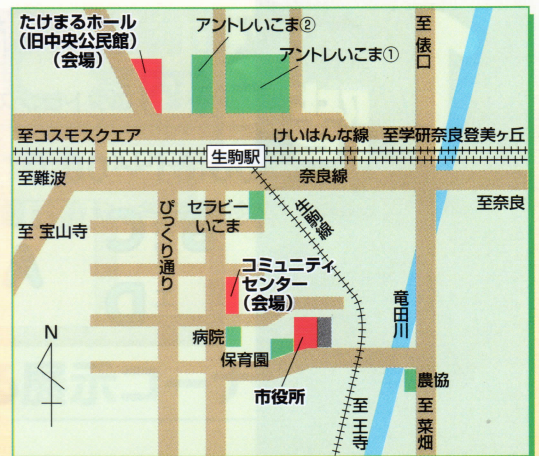 たけまるホール
(旧中央公民館)
(会場)
アントレいこま②
アントレいこま①
至 俵口
至コスモスクエア
けいはんな線
至学研奈良登美ヶ丘
生駒駅
至難波
奈良線
至奈良
至 宝山寺
ぴっくり通り
セラビー
いこま
生駒線
コミュニティ
センター
(会場)
竜田川
病院
保育園
市役所
農協
N
至 王寺
至 菜畑